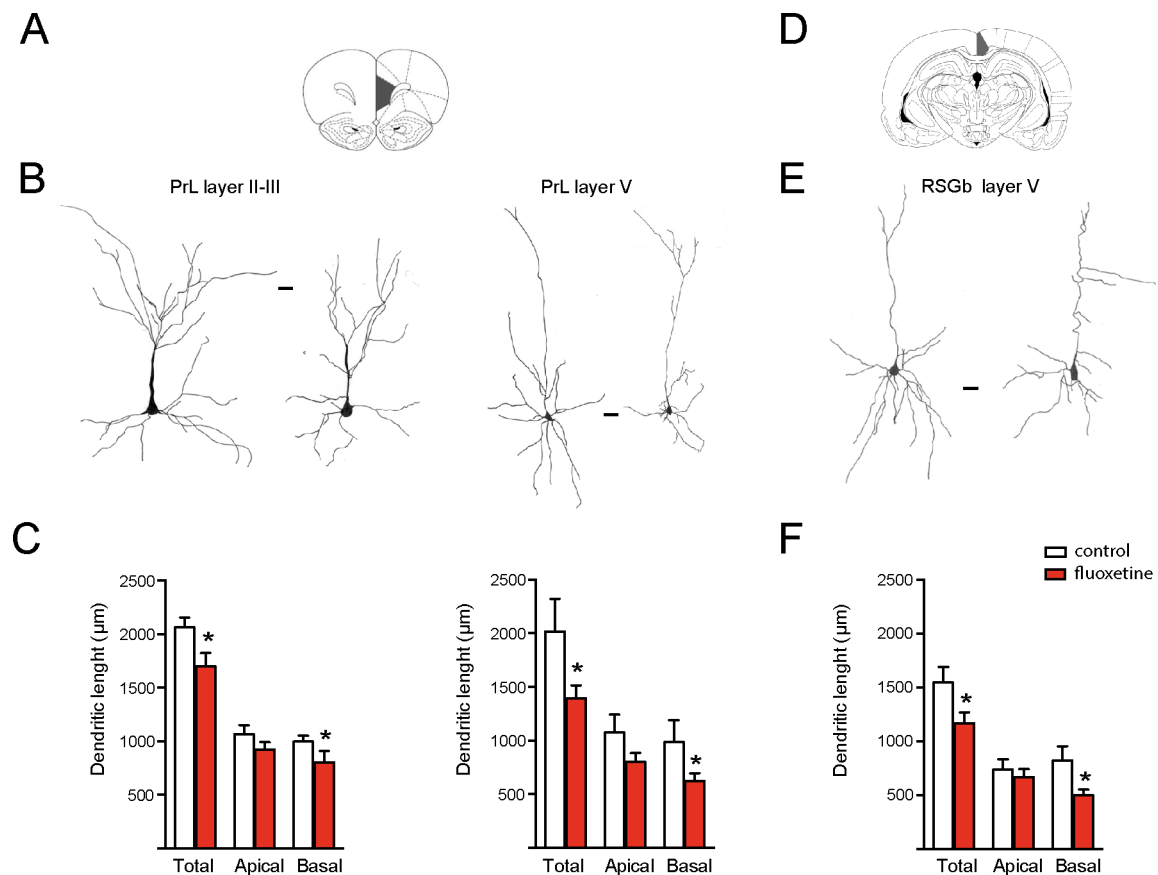 A
D
B
PrL layer II-III
PrL layer V
E
RSGb layer V
C
F
control
fluoxetine
Dendritic lenght (µm)
2500
2000
1500
1000
500
Total Apical Basal
*
*
Dendritic lenght (µm)
2500
2000
1500
1000
500
Total Apical Basal
*
*
Dendritic lenght (µm)
2500
2000
1500
1000
500
Total Apical Basal
*
*